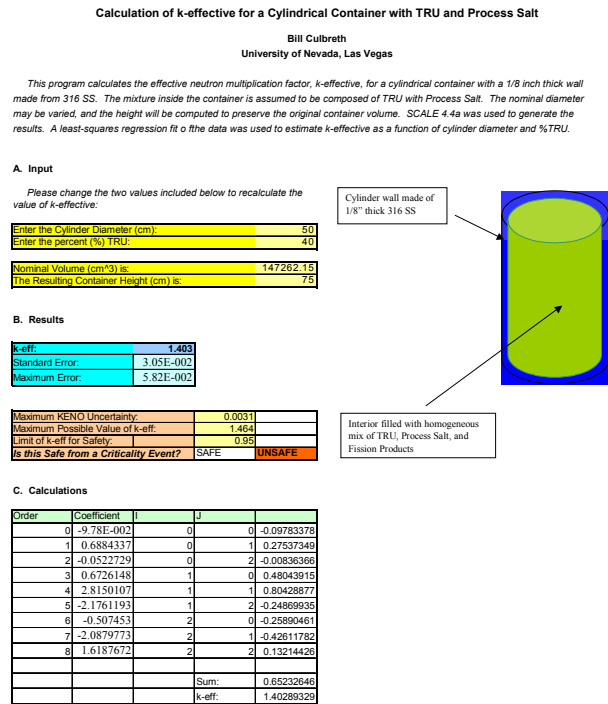 Calculation of k-effective for a Cylindrical Container with TRU and Process Salt
Bill Culbreth
University of Nevada, Las Vegas
This program calculates the effective neutron multiplication factor, k-effective, for a cylindrical container with a 1/8 inch thick wall
made from 316 SS. The mixture inside the container is assumed to be composed of TRU with Process Salt. The nominal diameter
may be varied, and the height will be computed to preserve the original container volume. SCALE 4.4a was used to generate the
results. A least-squares regression fit o fthe data was used to estimate k-effective as a function of cylinder diameter and %TRU.
A. Input
Please change the two values included below to recalculate the
value of k-effective:
Enter the Cylinder Diameter (cm): 50
Enter the percent (%) TRU: 40
Nominal Volume (cm^3) is: 147262.15
The Resulting Container Height (cm) is: 75
Cylinder wall made of
1/8" thick 316 SS
B. Results
k-eff: 1.403
Standard Error: 3.05E-002
Maximum Error: 5.82E-002
Maximum KENO Uncertainty: 0.0031
Maximum Possible Value of k-eff: 1.464
Limit of k-eff for Safety: 0.95
Is this Safe from a Criticality Event? SAFE UNSAFE
Interior filled with homogeneous
mix of TRU, Process Salt, and
Fission Products
C. Calculations
Order Coefficient I J
0 -9.78E-002 0 0 -0.09783378
1 0.6884337 0 1 0.27537349
2 -0.0522729 0 2 -0.00836366
3 0.6726148 1 0 0.48043915
4 2.8150107 1 1 0.80428877
5 -2.1761193 1 2 -0.24869935
6 -0.507453 2 0 -0.25890461
7 -2.0879773 2 1 -0.42611782
8 1.6187672 2 2 0.13214426
Sum: 0.65232646
k-eff: 1.40289329